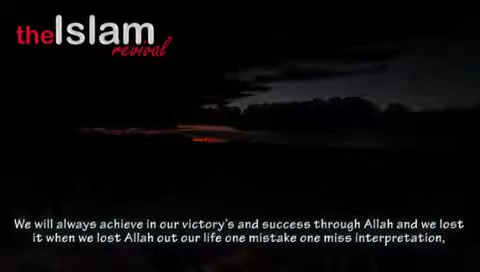 theIslam
revival
We will always achieve in our victory's and success through Allah and we lost
it when we lost Allah out our life one mistake one miss interpretation,